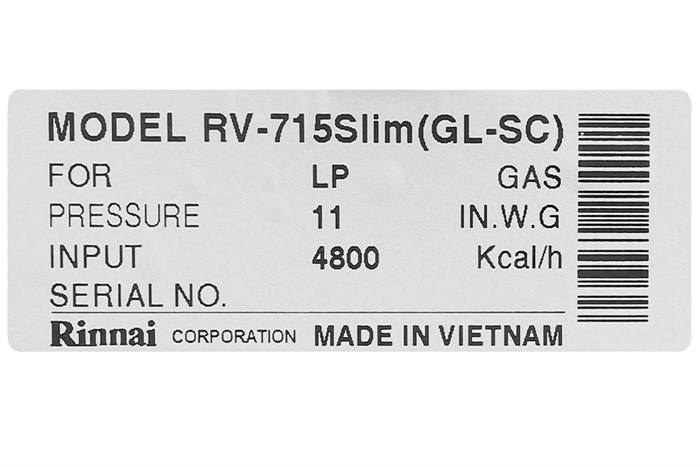 MODEL RV-715Slim(GL-SC)
FOR LP GAS
PRESSURE 11 IN.W.G
INPUT 4800 Kcal/h
SERIAL NO.
Rinnai CORPORATION MADE IN VIETNAM